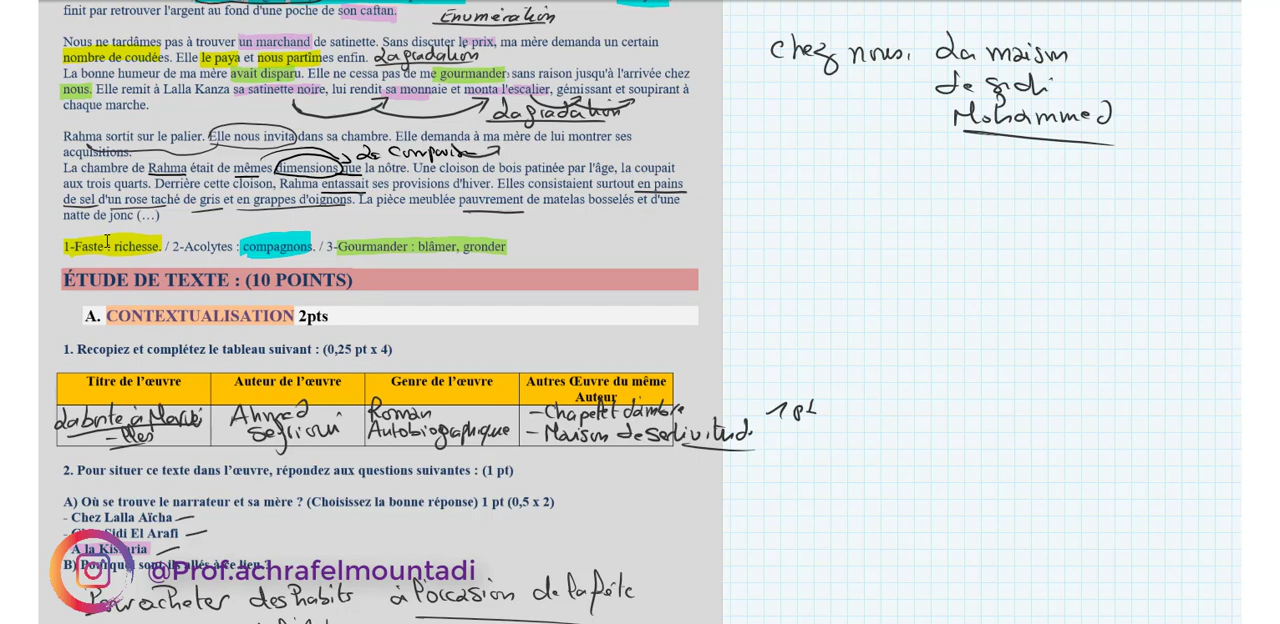 finit par retrouver l'argent au fond d'une poche de son caftan.
Enumération
Nous ne tardâmes pas à trouver un marchand de satinette. Sans discuter le prix, ma mère demanda un certain
nombre de coudées. Elle le paya et nous partîmes enfin. La gradation
La bonne humeur de ma mère avait disparu. Elle ne cessa pas de me gourmander³ sans raison jusqu'à l'arrivée chez
nous. Elle remit à Lalla Kanza sa satinette noire, lui rendit sa monnaie et monta l'escalier, gémissant et soupirant à
chaque marche.
La gradation
Rahma sortit sur le palier. Elle nous invita dans sa chambre. Elle demanda à ma mère de lui montrer ses
acquisitions.
La chambre de Rahma était de mêmes dimensions que la nôtre. Une cloison de bois patinée par l'âge, la coupait
aux trois quarts. Derrière cette cloison, Rahma entassait ses provisions d'hiver. Elles consistaient surtout en pains
de sel d'un rose taché de gris et en grappes d'oignons. La pièce meublée pauvrement de matelas bosselés et d'une
natte de jonc (…)
1-Faste : richesse. / 2-Acolytes : compagnons. / 3-Gourmander : blâmer, gronder
ÉTUDE DE TEXTE : (10 POINTS)
A. CONTEXTUALISATION 2pts
1. Recopiez et complétez le tableau suivant : (0,25 pt x 4)
Titre de l'œuvre Auteur de l'œuvre Genre de l'œuvre Autres Œuvre du même Auteur
La boite à Mervei-lles Ahmed Sefrioui Roman Autobiographique - Chapelet d'ambre - Maison de servitude.
1 pt
2. Pour situer ce texte dans l'œuvre, répondez aux questions suivantes : (1 pt)
A) Où se trouve le narrateur et sa mère ? (Choisissez la bonne réponse) 1 pt (0,5 x 2)
- Chez Lalla Aïcha
- Chez Sidi El Arafi
- A la Kissaria
B) Pourquoi sont ils allés à ce lieu ?
@Prof.achrafelmountadi
Pour acheter des habits à l'occasion de la fête
chez nous. La maison
de sidi
Mohammed